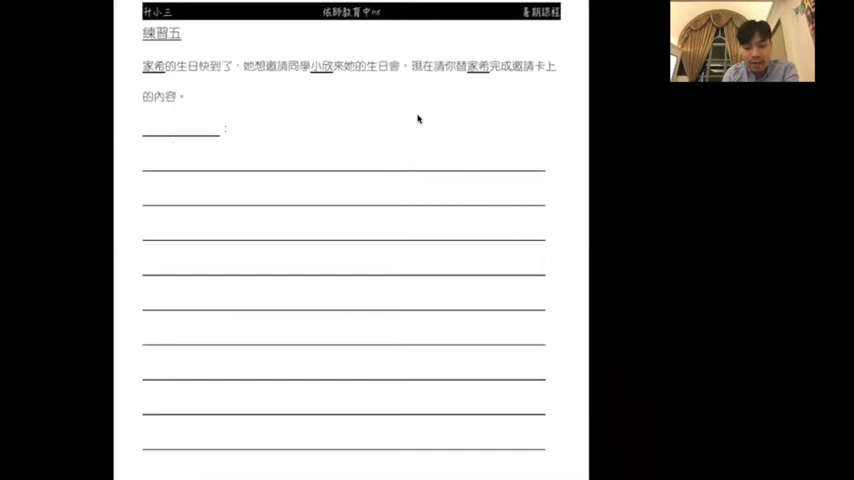 升小三 依師教育中心 暑期課程
練習五
家希的生日快到了，她想邀請同學小欣來她的生日會，現在請你替家希完成邀請卡上
的內容。
：